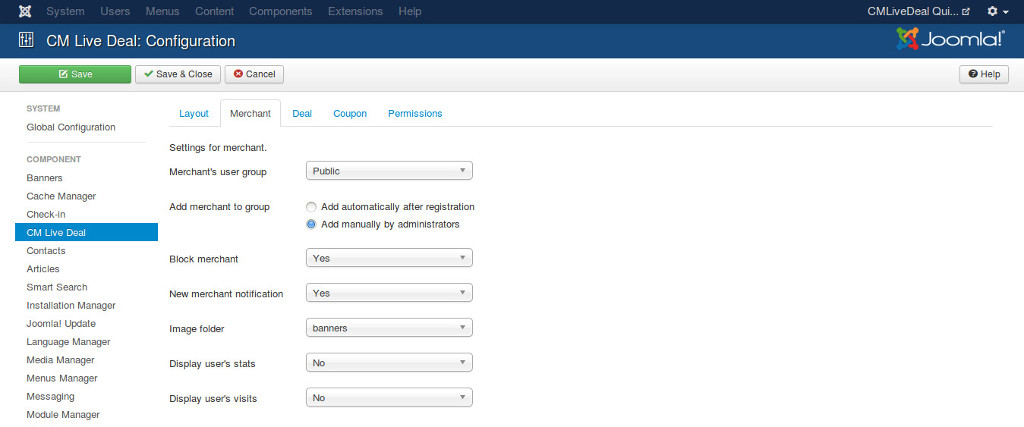 System Users Menus Content Components Extensions Help CMLiveDeal Qui...
CM Live Deal: Configuration Joomla!®
Save Save & Close Cancel Help
SYSTEM
Global Configuration
COMPONENT
Banners
Cache Manager
Check-in
CM Live Deal
Contacts
Articles
Smart Search
Installation Manager
Joomla! Update
Language Manager
Media Manager
Menus Manager
Messaging
Module Manager
Layout Merchant Deal Coupon Permissions
Settings for merchant.
Merchant's user group Public
Add merchant to group Add automatically after registration
Add manually by administrators
Block merchant Yes
New merchant notification Yes
Image folder banners
Display user's stats No
Display user's visits No